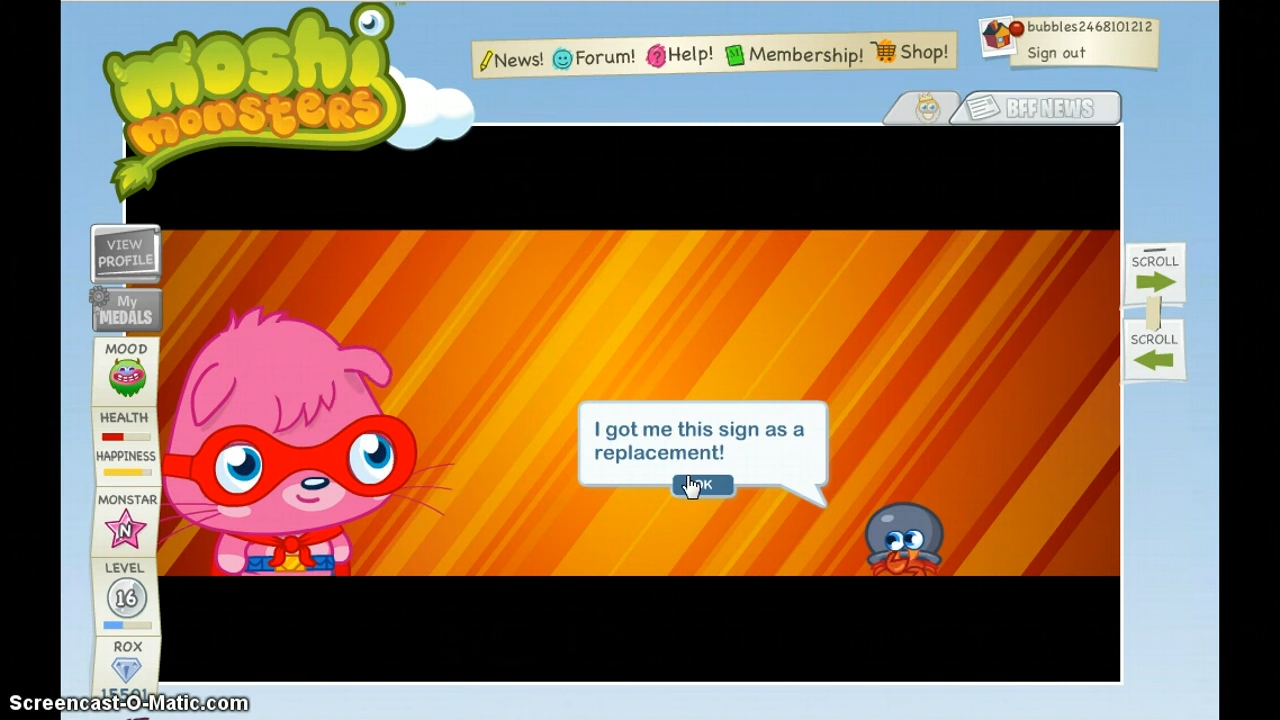 moshi
monsters
News! Forum! Help! Membership! Shop!
bubbles2468101212
Sign out
BFF NEWS
VIEW
PROFILE
My
MEDALS
MOOD
HEALTH
HAPPINESS
MONSTAR
N
LEVEL
16
ROX
SCROLL
SCROLL
I got me this sign as a
replacement!
OK
Screencast-O-Matic.com